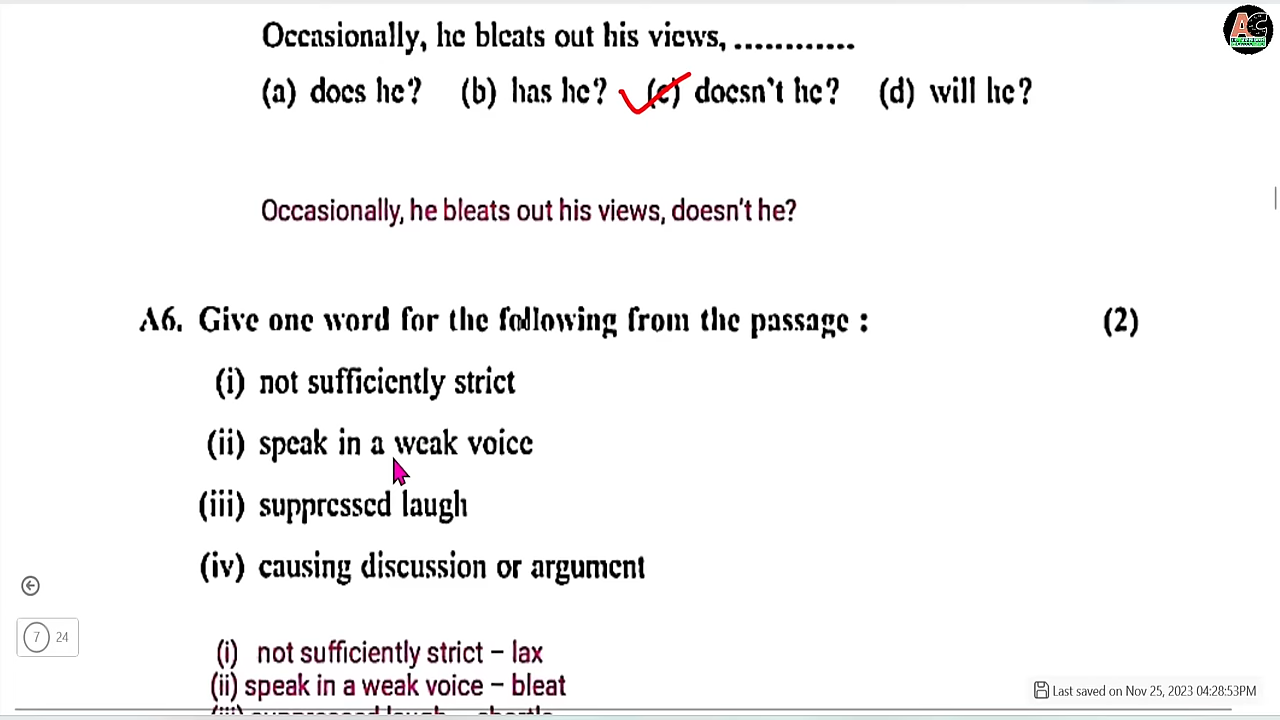 Occasionally, he bleats out his views, ............
(a) does he? (b) has he? (c) doesn't he? (d) will he?
Occasionally, he bleats out his views, doesn't he?
A6. Give one word for the following from the passage : (2)
(i) not sufficiently strict
(ii) speak in a weak voice
(iii) suppressed laugh
(iv) causing discussion or argument
7 24
(i) not sufficiently strict – lax
(ii) speak in a weak voice – bleat
Last saved on Nov 25, 2023 04:28:53PM
AC